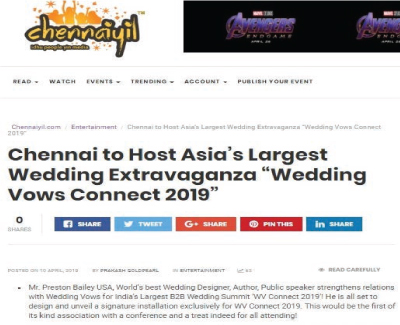 chennaiyil
MARVEL STUDIOS
AVENGERS
ENDGAME
APRIL 26
READ
WATCH
EVENTS
TRENDING
ACCOUNT
PUBLISH YOUR EVENT
Chennaiyil.com / Entertainment / Chennai to Host Asia's Largest Wedding Extravaganza "Wedding Vows Connect
2019"
Chennai to Host Asia's Largest
Wedding Extravaganza "Wedding
Vows Connect 2019"
0
SHARES
SHARE
TWEET
G+ SHARE
PIN THIS
in SHARE
POSTED ON 10 APRIL 2019 BY PRAKASH GOLDPEARL IN ENTERTAINMENT
READ CAREFULLY
• Mr. Preston Bailey USA, World's best Wedding Designer, Author, Public speaker strengthens relations
with Wedding Vows for India's Largest B2B Wedding Summit 'WV Connect 2019'! He is all set to
design and unveil a signature installation exclusively for WV Connect 2019. This would be the first of
its kind association with a conference and a treat indeed for all attending!